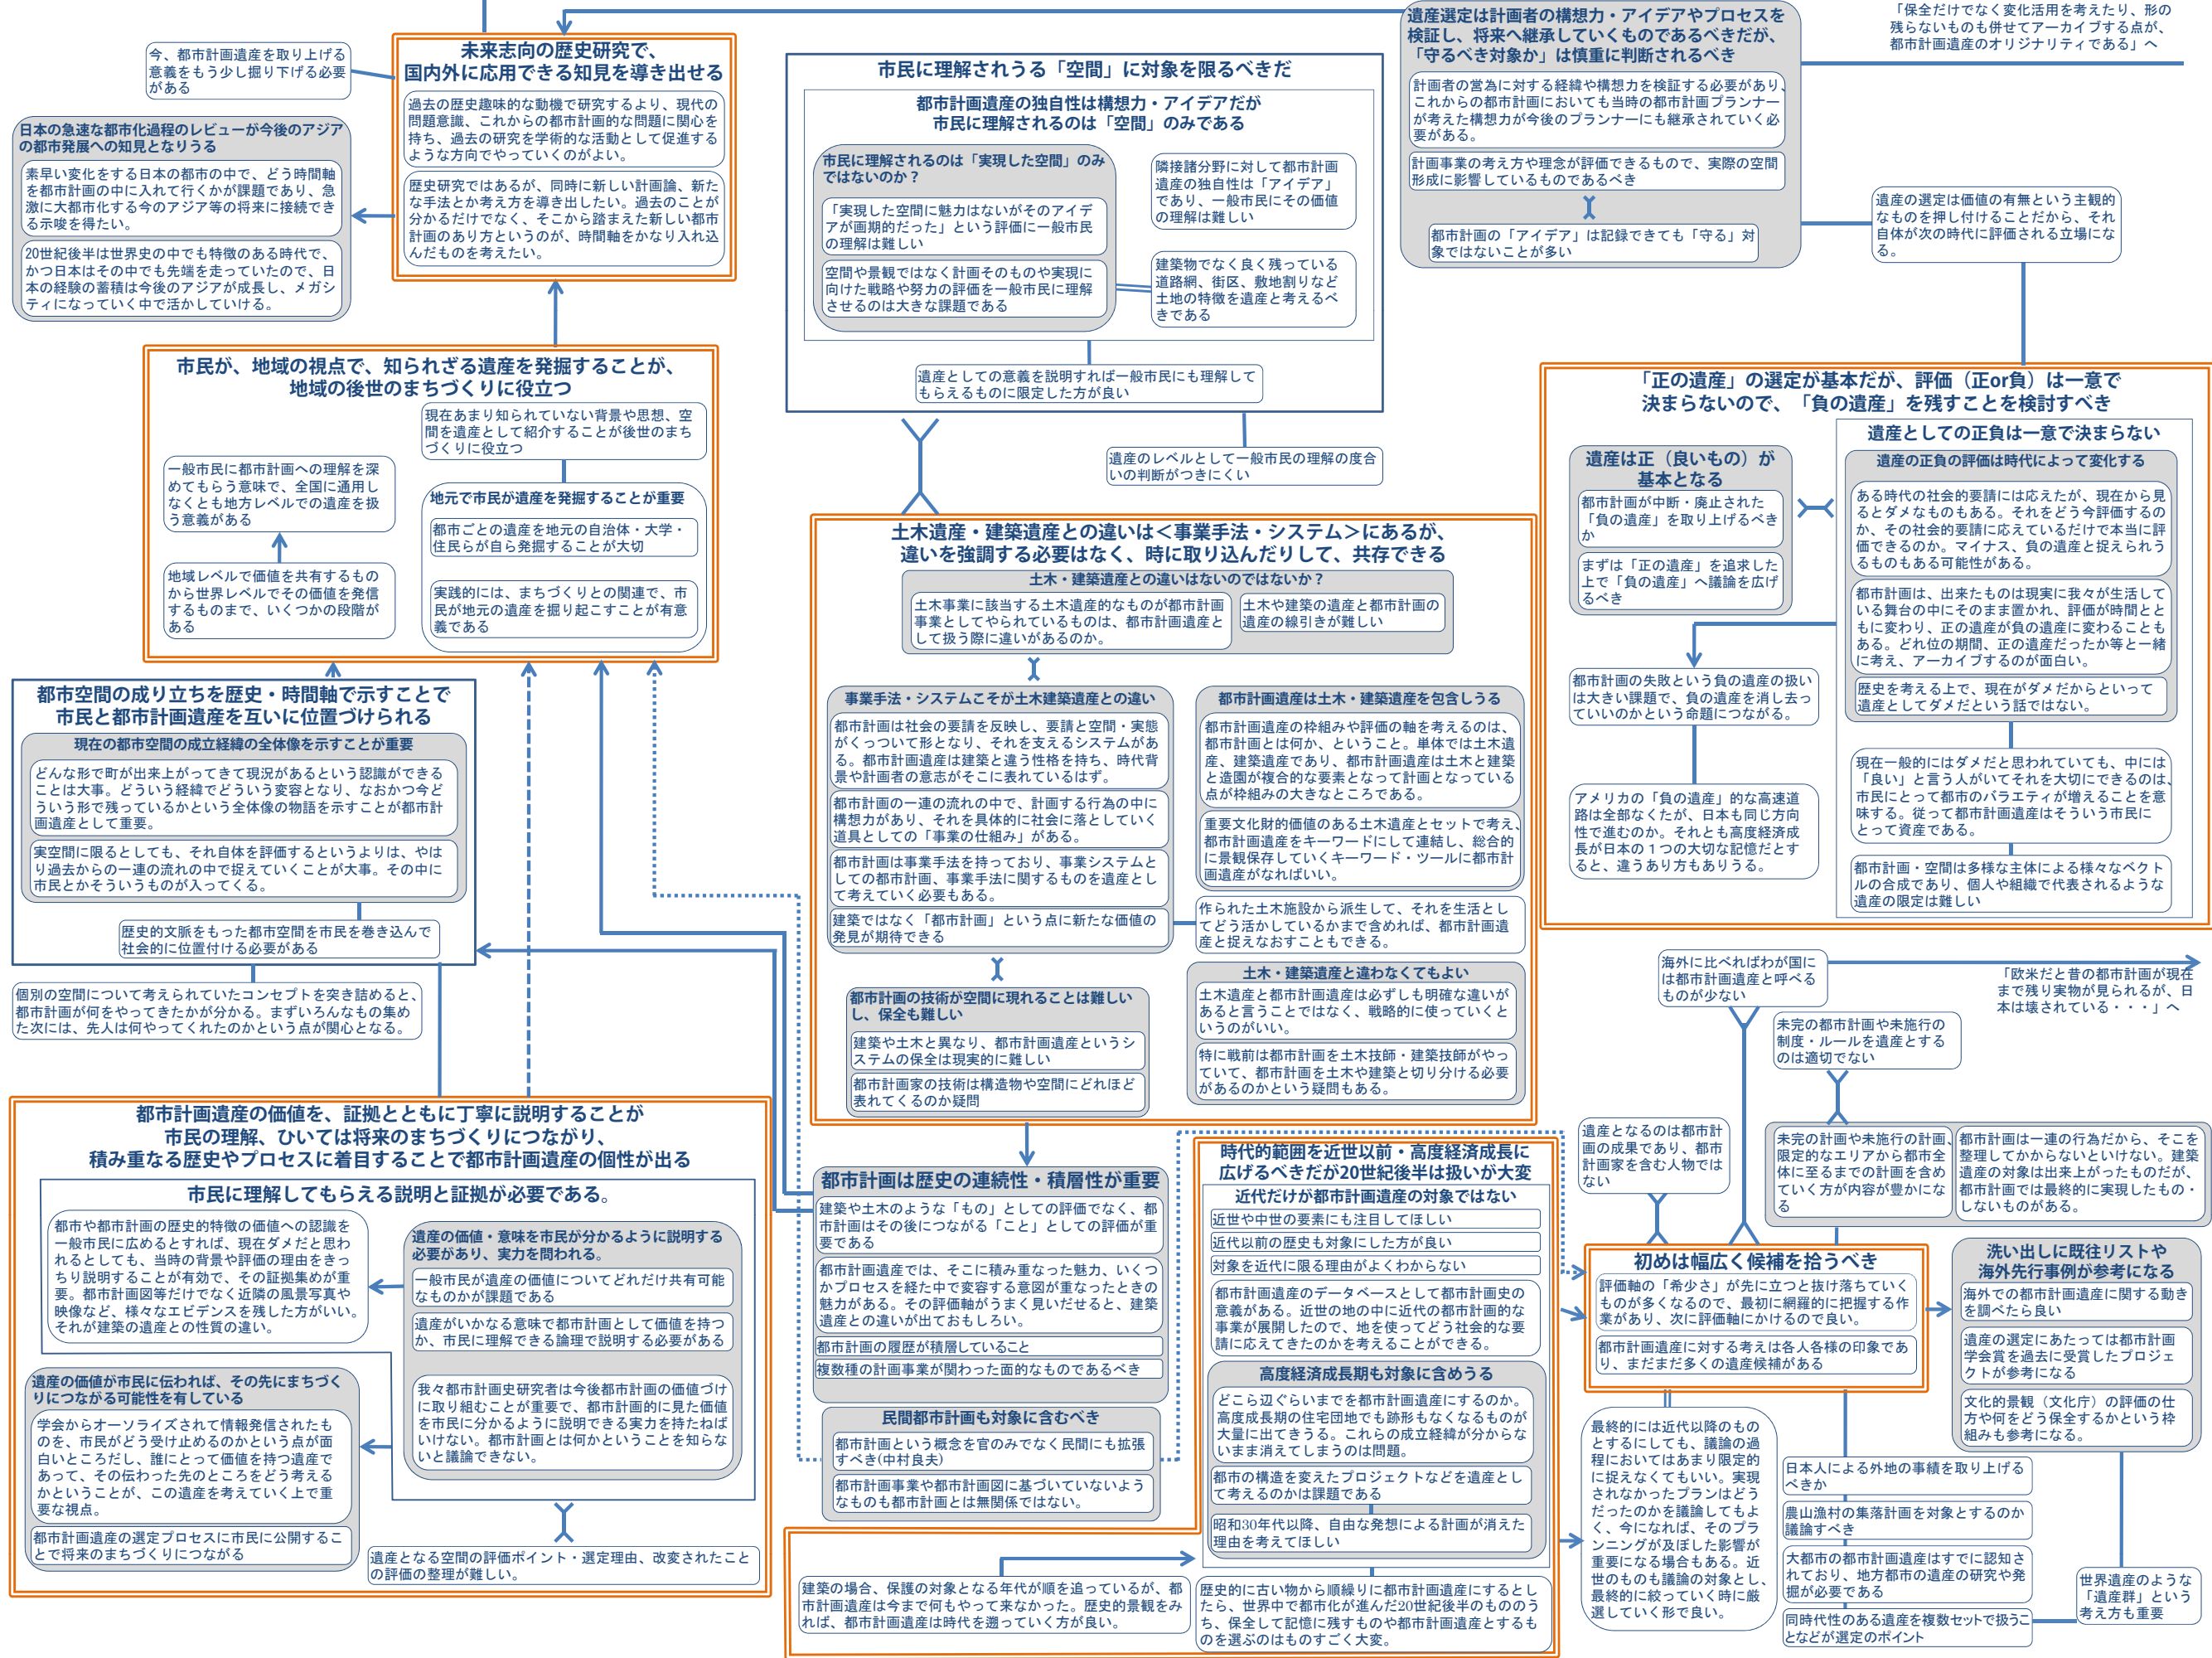 「保全だけでなく変化活用を考えたり、形の
残らないものも併せてアーカイブする点が、
都市計画遺産のオリジナリティである」へ
今、都市計画遺産を取り上げる
意義をもう少し掘り下げる必要
がある
未来志向の歴史研究で、
国内外に応用できる知見を導き出せる
過去の歴史趣味的な動機で研究するより、現代の
問題意識、これからの都市計画的な問題に関心を
持ち、過去の研究を学術的な活動として促進する
ような方向でやっていくのがよい。
歴史研究ではあるが、同時に新しい計画論、新た
な手法とか考え方を導き出したい。過去のことが
分かるだけでなく、そこから踏まえた新しい都市
計画のあり方というのが、時間軸をかなり入れ込
んだものを考えたい。
日本の急速な都市化過程のレビューが今後のアジア
の都市発展への知見となりうる
素早い変化をする日本の都市の中で、どう時間軸
を都市計画の中に入れて行くかが課題であり、急
激に大都市化する今のアジア等の将来に接続でき
る示唆を得たい。
20世紀後半は世界史の中でも特徴のある時代で、
かつ日本はその中でも先端を走っていたので、日
本の経験の蓄積は今後のアジアが成長し、メガシ
ティになっていく中で活かしていける。
市民に理解されうる「空間」に対象を限るべきだ
都市計画遺産の独自性は構想力・アイデアだが
市民に理解されるのは「空間」のみである
市民に理解されるのは「実現した空間」のみ
ではないのか？
「実現した空間に魅力はないがそのアイデ
アが画期的だった」という評価に一般市民
の理解は難しい
空間や景観ではなく計画そのものや実現に
向けた戦略や努力の評価を一般市民に理解
させるのは大きな課題である
隣接諸分野に対して都市計画
遺産の独自性は「アイデア」
であり、一般市民にその価値
の理解は難しい
建築物でなく良く残っている
道路網、街区、敷地割りなど
土地の特徴を遺産と考えるべ
きである
遺産としての意義を説明すれば一般市民にも理解して
もらえるものに限定した方が良い
遺産のレベルとして一般市民の理解の度合
いの判断がつきにくい
遺産選定は計画者の構想力・アイデアやプロセスを
検証し、将来へ継承していくものであるべきだが、
「守るべき対象か」は慎重に判断されるべき
計画者の営為に対する経緯や構想力を検証する必要があり、
これからの都市計画においても当時の都市計画プランナー
が考えた構想力が今後のプランナーにも継承されていく必
要がある。
計画事業の考え方や理念が評価できるもので、実際の空間
形成に影響しているものであるべき
都市計画の「アイデア」は記録できても「守る」対
象ではないことが多い
遺産の選定は価値の有無という主観的
なものを押し付けることだから、それ
自体が次の時代に評価される立場にな
る。
市民が、地域の視点で、知られざる遺産を発掘することが、
地域の後世のまちづくりに役立つ
現在あまり知られていない背景や思想、空
間を遺産として紹介することが後世のまち
づくりに役立つ
一般市民に都市計画への理解を深
めてもらう意味で、全国に通用し
なくとも地方レベルでの遺産を扱
う意義がある
地域レベルで価値を共有するもの
から世界レベルでその価値を発信
するものまで、いくつかの段階が
ある
地元で市民が遺産を発掘することが重要
都市ごとの遺産を地元の自治体・大学・
住民らが自ら発掘することが大切
実践的には、まちづくりとの関連で、市
民が地元の遺産を掘り起こすことが有意
義である
「正の遺産」の選定が基本だが、評価（正or負）は一意で
決まらないので、「負の遺産」を残すことを検討すべき
遺産は正（良いもの）が
基本となる
都市計画が中断・廃止された
「負の遺産」を取り上げるべき
か
まずは「正の遺産」を追求した
上で「負の遺産」へ議論を広げ
るべき
遺産としての正負は一意で決まらない
遺産の正負の評価は時代によって変化する
ある時代の社会的要請には応えたが、現在から見
るとダメなものもある。それをどう今評価するの
か、その社会的要請に応えているだけで本当に評
価できるのか。マイナス、負の遺産と捉えられう
るものもある可能性がある。
都市計画は、出来たものは現実に我々が生活して
いる舞台の中にそのまま置かれ、評価が時間とと
もに変わり、正の遺産が負の遺産に変わることも
ある。どれ位の期間、正の遺産だったか等と一緒
に考え、アーカイブするのが面白い。
歴史を考える上で、現在がダメだからといって
遺産としてダメだという話ではない。
現在一般的にはダメだと思われていても、中には
「良い」と言う人がいてそれを大切にできるのは、
市民にとって都市のバラエティが増えることを意
味する。従って都市計画遺産はそういう市民に
とって資産である。
都市計画・空間は多様な主体による様々なベクト
ルの合成であり、個人や組織で代表されるような
遺産の限定は難しい
都市計画の失敗という負の遺産の扱い
は大きい課題で、負の遺産を消し去っ
ていいのかという命題につながる。
アメリカの「負の遺産」的な高速道
路は全部なくたが、日本も同じ方向
性で進むのか。それとも高度経済成
長が日本の１つの大切な記憶だとす
ると、違うあり方もありうる。
土木遺産・建築遺産との違いは＜事業手法・システム＞にあるが、
違いを強調する必要はなく、時に取り込んだりして、共存できる
土木・建築遺産との違いはないのではないか？
土木事業に該当する土木遺産的なものが都市計画
事業としてやられているものは、都市計画遺産と
して扱う際に違いがあるのか。
土木や建築の遺産と都市計画の
遺産の線引きが難しい
事業手法・システムこそが土木建築遺産との違い
都市計画は社会の要請を反映し、要請と空間・実態
がくっついて形となり、それを支えるシステムがあ
る。都市計画遺産は建築と違う性格を持ち、時代背
景や計画者の意志がそこに表れているはず。
都市計画の一連の流れの中で、計画する行為の中に
構想力があり、それを具体的に社会に落としていく
道具としての「事業の仕組み」がある。
都市計画は事業手法を持っており、事業システムと
しての都市計画、事業手法に関するものを遺産とし
て考えていく必要もある。
建築ではなく「都市計画」という点に新たな価値の
発見が期待できる
都市計画遺産は土木・建築遺産を包含しうる
都市計画遺産の枠組みや評価の軸を考えるのは、
都市計画とは何か、ということ。単体では土木遺
産、建築遺産であり、都市計画遺産は土木と建築
と造園が複合的な要素となって計画となっている
点が枠組みの大きなところである。
重要文化財的価値のある土木遺産とセットで考え、
都市計画遺産をキーワードにして連結し、総合的
に景観保存していくキーワード・ツールに都市計
画遺産がなればいい。
作られた土木施設から派生して、それを生活とし
てどう活かしているかまで含めれば、都市計画遺
産と捉えなおすこともできる。
都市計画の技術が空間に現れることは難しい
し、保全も難しい
建築や土木と異なり、都市計画遺産というシ
ステムの保全は現実的に難しい
都市計画家の技術は構造物や空間にどれほど
表れてくるのか疑問
土木・建築遺産と違わなくてもよい
土木遺産と都市計画遺産は必ずしも明確な違いが
あると言うことではなく、戦略的に使っていくと
いうのがいい。
特に戦前は都市計画を土木技師・建築技師がやっ
ていて、都市計画を土木や建築と切り分ける必要
があるのかという疑問もある。
都市空間の成り立ちを歴史・時間軸で示すことで
市民と都市計画遺産を互いに位置づけられる
現在の都市空間の成立経緯の全体像を示すことが重要
どんな形で町が出来上がってきて現況があるという認識ができる
ことは大事。どういう経緯でどういう変容となり、なおかつ今ど
ういう形で残っているかという全体像の物語を示すことが都市計
画遺産として重要。
実空間に限るとしても、それ自体を評価するというよりは、やは
り過去からの一連の流れの中で捉えていくことが大事。その中に
市民とかそういうものが入ってくる。
歴史的文脈をもった都市空間を市民を巻き込んで
社会的に位置付ける必要がある
個別の空間について考えられていたコンセプトを突き詰めると、
都市計画が何をやってきたかが分かる。まずいろんなもの集め
た次には、先人は何やってくれたのかという点が関心となる。
都市計画遺産の価値を、証拠とともに丁寧に説明することが
市民の理解、ひいては将来のまちづくりにつながり、
積み重なる歴史やプロセスに着目することで都市計画遺産の個性が出る
市民に理解してもらえる説明と証拠が必要である。
都市や都市計画の歴史的特徴の価値への認識を
一般市民に広めるとすれば、現在ダメだと思わ
れるとしても、当時の背景や評価の理由をきっ
ちり説明することが有効で、その証拠集めが重
要。都市計画図等だけでなく近隣の風景写真や
映像など、様々なエビデンスを残した方がいい。
それが建築の遺産との性質の違い。
遺産の価値・意味を市民が分かるように説明する
必要があり、実力を問われる。
一般市民が遺産の価値についてどれだけ共有可能
なものかが課題である
遺産がいかなる意味で都市計画として価値を持つ
か、市民に理解できる論理で説明する必要がある
我々都市計画史研究者は今後都市計画の価値づけ
に取り組むことが重要で、都市計画的に見た価値
を市民に分かるように説明できる実力を持たねば
いけない。都市計画とは何かということを知らな
いと議論できない。
遺産の価値が市民に伝われば、その先にまちづく
りにつながる可能性を有している
学会からオーソライズされて情報発信されたも
のを、市民がどう受け止めるのかという点が面
白いところだし、誰にとって価値を持つ遺産で
あって、その伝わった先のところをどう考える
かということが、この遺産を考えていく上で重
要な視点。
都市計画遺産の選定プロセスに市民に公開するこ
とで将来のまちづくりにつながる
遺産となる空間の評価ポイント・選定理由、改変されたこと
の評価の整理が難しい。
都市計画は歴史の連続性・積層性が重要
建築や土木のような「もの」としての評価でなく、都
市計画はその後につながる「こと」としての評価が重
要である
都市計画遺産では、そこに積み重なった魅力、いくつ
かプロセスを経た中で変容する意図が重なったときの
魅力がある。その評価軸がうまく見いだせると、建築
遺産との違いが出ておもしろい。
都市計画の履歴が積層していること
複数種の計画事業が関わった面的なものであるべき
民間都市計画も対象に含むべき
都市計画という概念を官のみでなく民間にも拡張
すべき(中村良夫)
都市計画事業や都市計画図に基づいていないよう
なものも都市計画とは無関係ではない。
時代的範囲を近世以前・高度経済成長に
広げるべきだが20世紀後半は扱いが大変
近代だけが都市計画遺産の対象ではない
近世や中世の要素にも注目してほしい
近代以前の歴史も対象にした方が良い
対象を近代に限る理由がよくわからない
都市計画遺産のデータベースとして都市計画史の
意義がある。近世の地の中に近代の都市計画的な
事業が展開したので、地を使ってどう社会的な要
請に応えてきたのかを考えることができる。
高度経済成長期も対象に含めうる
どこら辺ぐらいまでを都市計画遺産にするのか。
高度成長期の住宅団地でも跡形もなくなるものが
大量に出てきうる。これらの成立経緯が分からな
いまま消えてしまうのは問題。
都市の構造を変えたプロジェクトなどを遺産とし
て考えるのかは課題である
昭和30年代以降、自由な発想による計画が消えた
理由を考えてほしい
建築の場合、保護の対象となる年代が順を追っているが、都
市計画遺産は今まで何もやって来なかった。歴史的景観をみ
れば、都市計画遺産は時代を遡っていく方が良い。
歴史的に古い物から順繰りに都市計画遺産にするとし
たら、世界中で都市化が進んだ20世紀後半のもののう
ち、保全して記憶に残すものや都市計画遺産とするも
のを選ぶのはものすごく大変。
海外に比べればわが国に
は都市計画遺産と呼べる
ものが少ない
「欧米だと昔の都市計画が現在
まで残り実物が見られるが、日
本は壊されている・・・」へ
未完の都市計画や未施行の
制度・ルールを遺産とする
のは適切でない
遺産となるのは都市計
画の成果であり、都市
計画家を含む人物では
ない
未完の計画や未施行の計画、
限定的なエリアから都市全
体に至るまでの計画を含め
ていく方が内容が豊かにな
る
都市計画は一連の行為だから、そこを
整理してかからないといけない。建築
遺産の対象は出来上がったものだが、
都市計画では最終的に実現したもの・
しないものがある。
初めは幅広く候補を拾うべき
評価軸の「希少さ」が先に立つと抜け落ちていく
ものが多くなるので、最初に網羅的に把握する作
業があり、次に評価軸にかけるので良い。
都市計画遺産に対する考えは各人各様の印象であ
り、まだまだ多くの遺産候補がある
洗い出しに既往リストや
海外先行事例が参考になる
海外での都市計画遺産に関する動き
を調べたら良い
遺産の選定にあたっては都市計画
学会賞を過去に受賞したプロジェ
クトが参考になる
文化的景観（文化庁）の評価の仕
方や何をどう保全するかという枠
組みも参考になる。
最終的には近代以降のもの
とするにしても、議論の過
程においてはあまり限定的
に捉えなくてもいい。実現
されなかったプランはどう
だったのかを議論してもよ
く、今になれば、そのプラ
ンニングが及ぼした影響が
重要になる場合もある。近
世のものも議論の対象とし、
最終的に絞っていく時に厳
選していく形で良い。
日本人による外地の事績を取り上げる
べきか
農山漁村の集落計画を対象とするのか
議論すべき
大都市の都市計画遺産はすでに認知さ
れており、地方都市の遺産の研究や発
掘が必要である
同時代性のある遺産を複数セットで扱うこ
となどが選定のポイント
世界遺産のような
「遺産群」という
考え方も重要